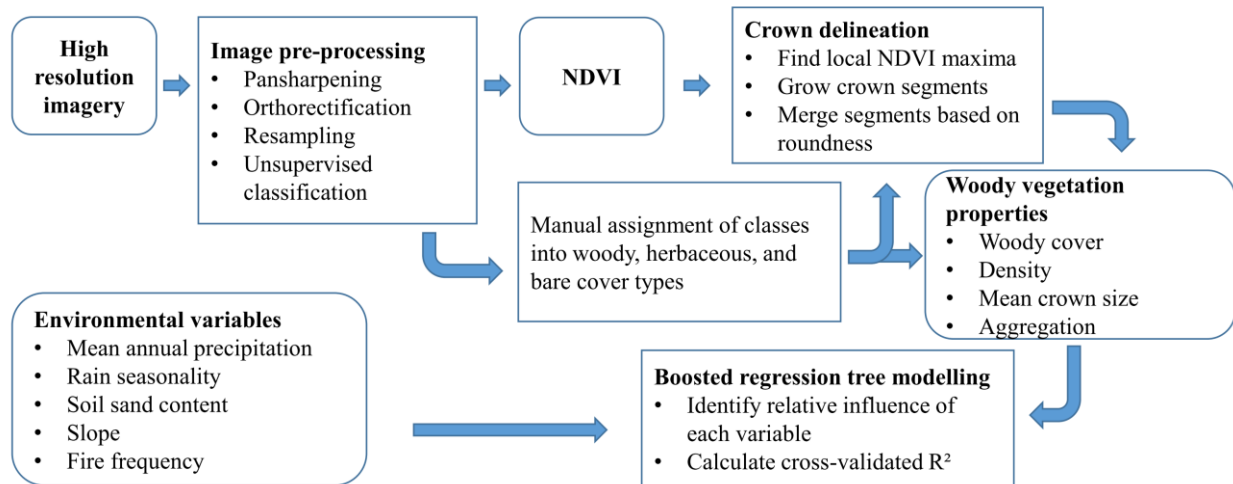 High
resolution
imagery
Image pre-processing
• Pansharpening
• Orthorectification
• Resampling
• Unsupervised
classification
NDVI
Crown delineation
• Find local NDVI maxima
• Grow crown segments
• Merge segments based on
roundness
Manual assignment of classes
into woody, herbaceous, and
bare cover types
Woody vegetation
properties
• Woody cover
• Density
• Mean crown size
• Aggregation
Environmental variables
• Mean annual precipitation
• Rain seasonality
• Soil sand content
• Slope
• Fire frequency
Boosted regression tree modelling
• Identify relative influence of
each variable
• Calculate cross-validated R²